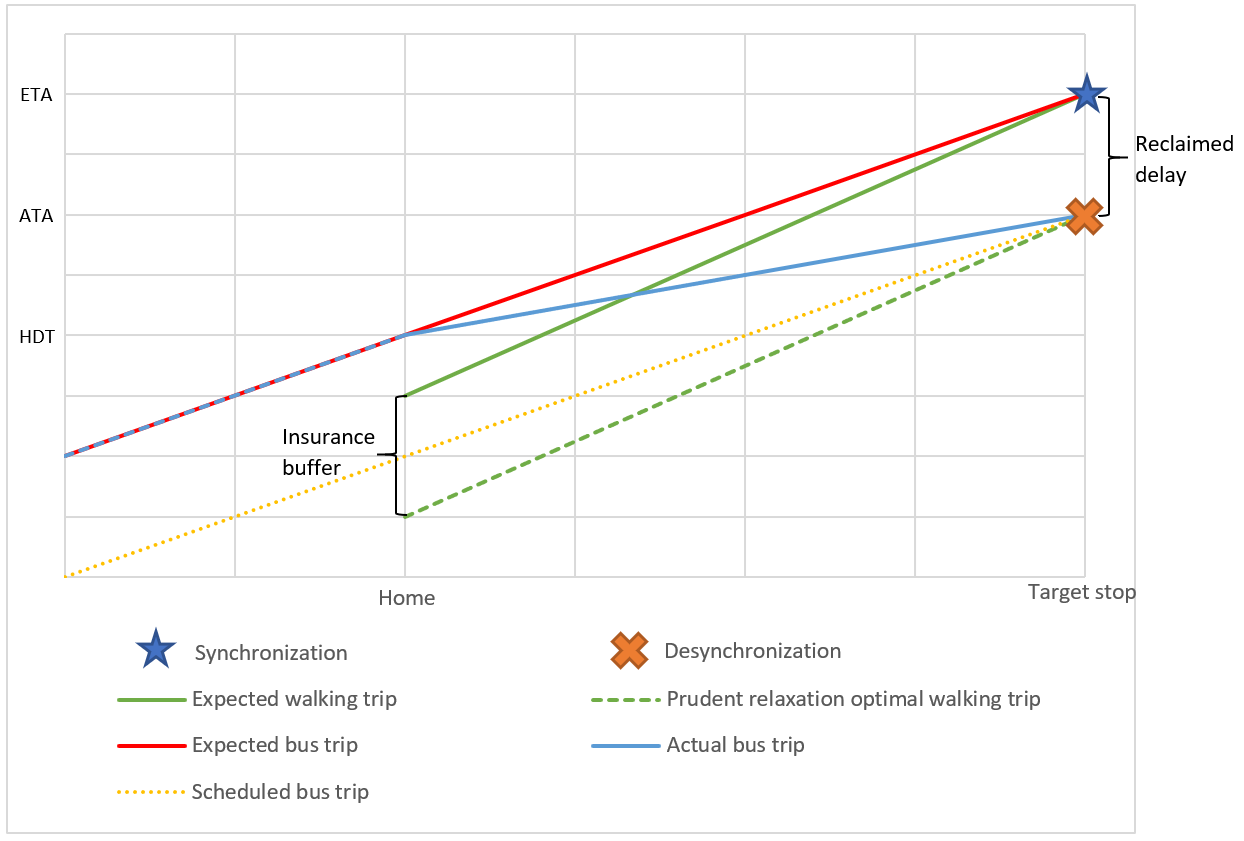 ETA
Reclaimed
delay
ATA
HDT
Insurance
buffer
Home
Target stop
Synchronization
Desynchronization
Expected walking trip
Prudent relaxation optimal walking trip
Expected bus trip
Actual bus trip
Scheduled bus trip